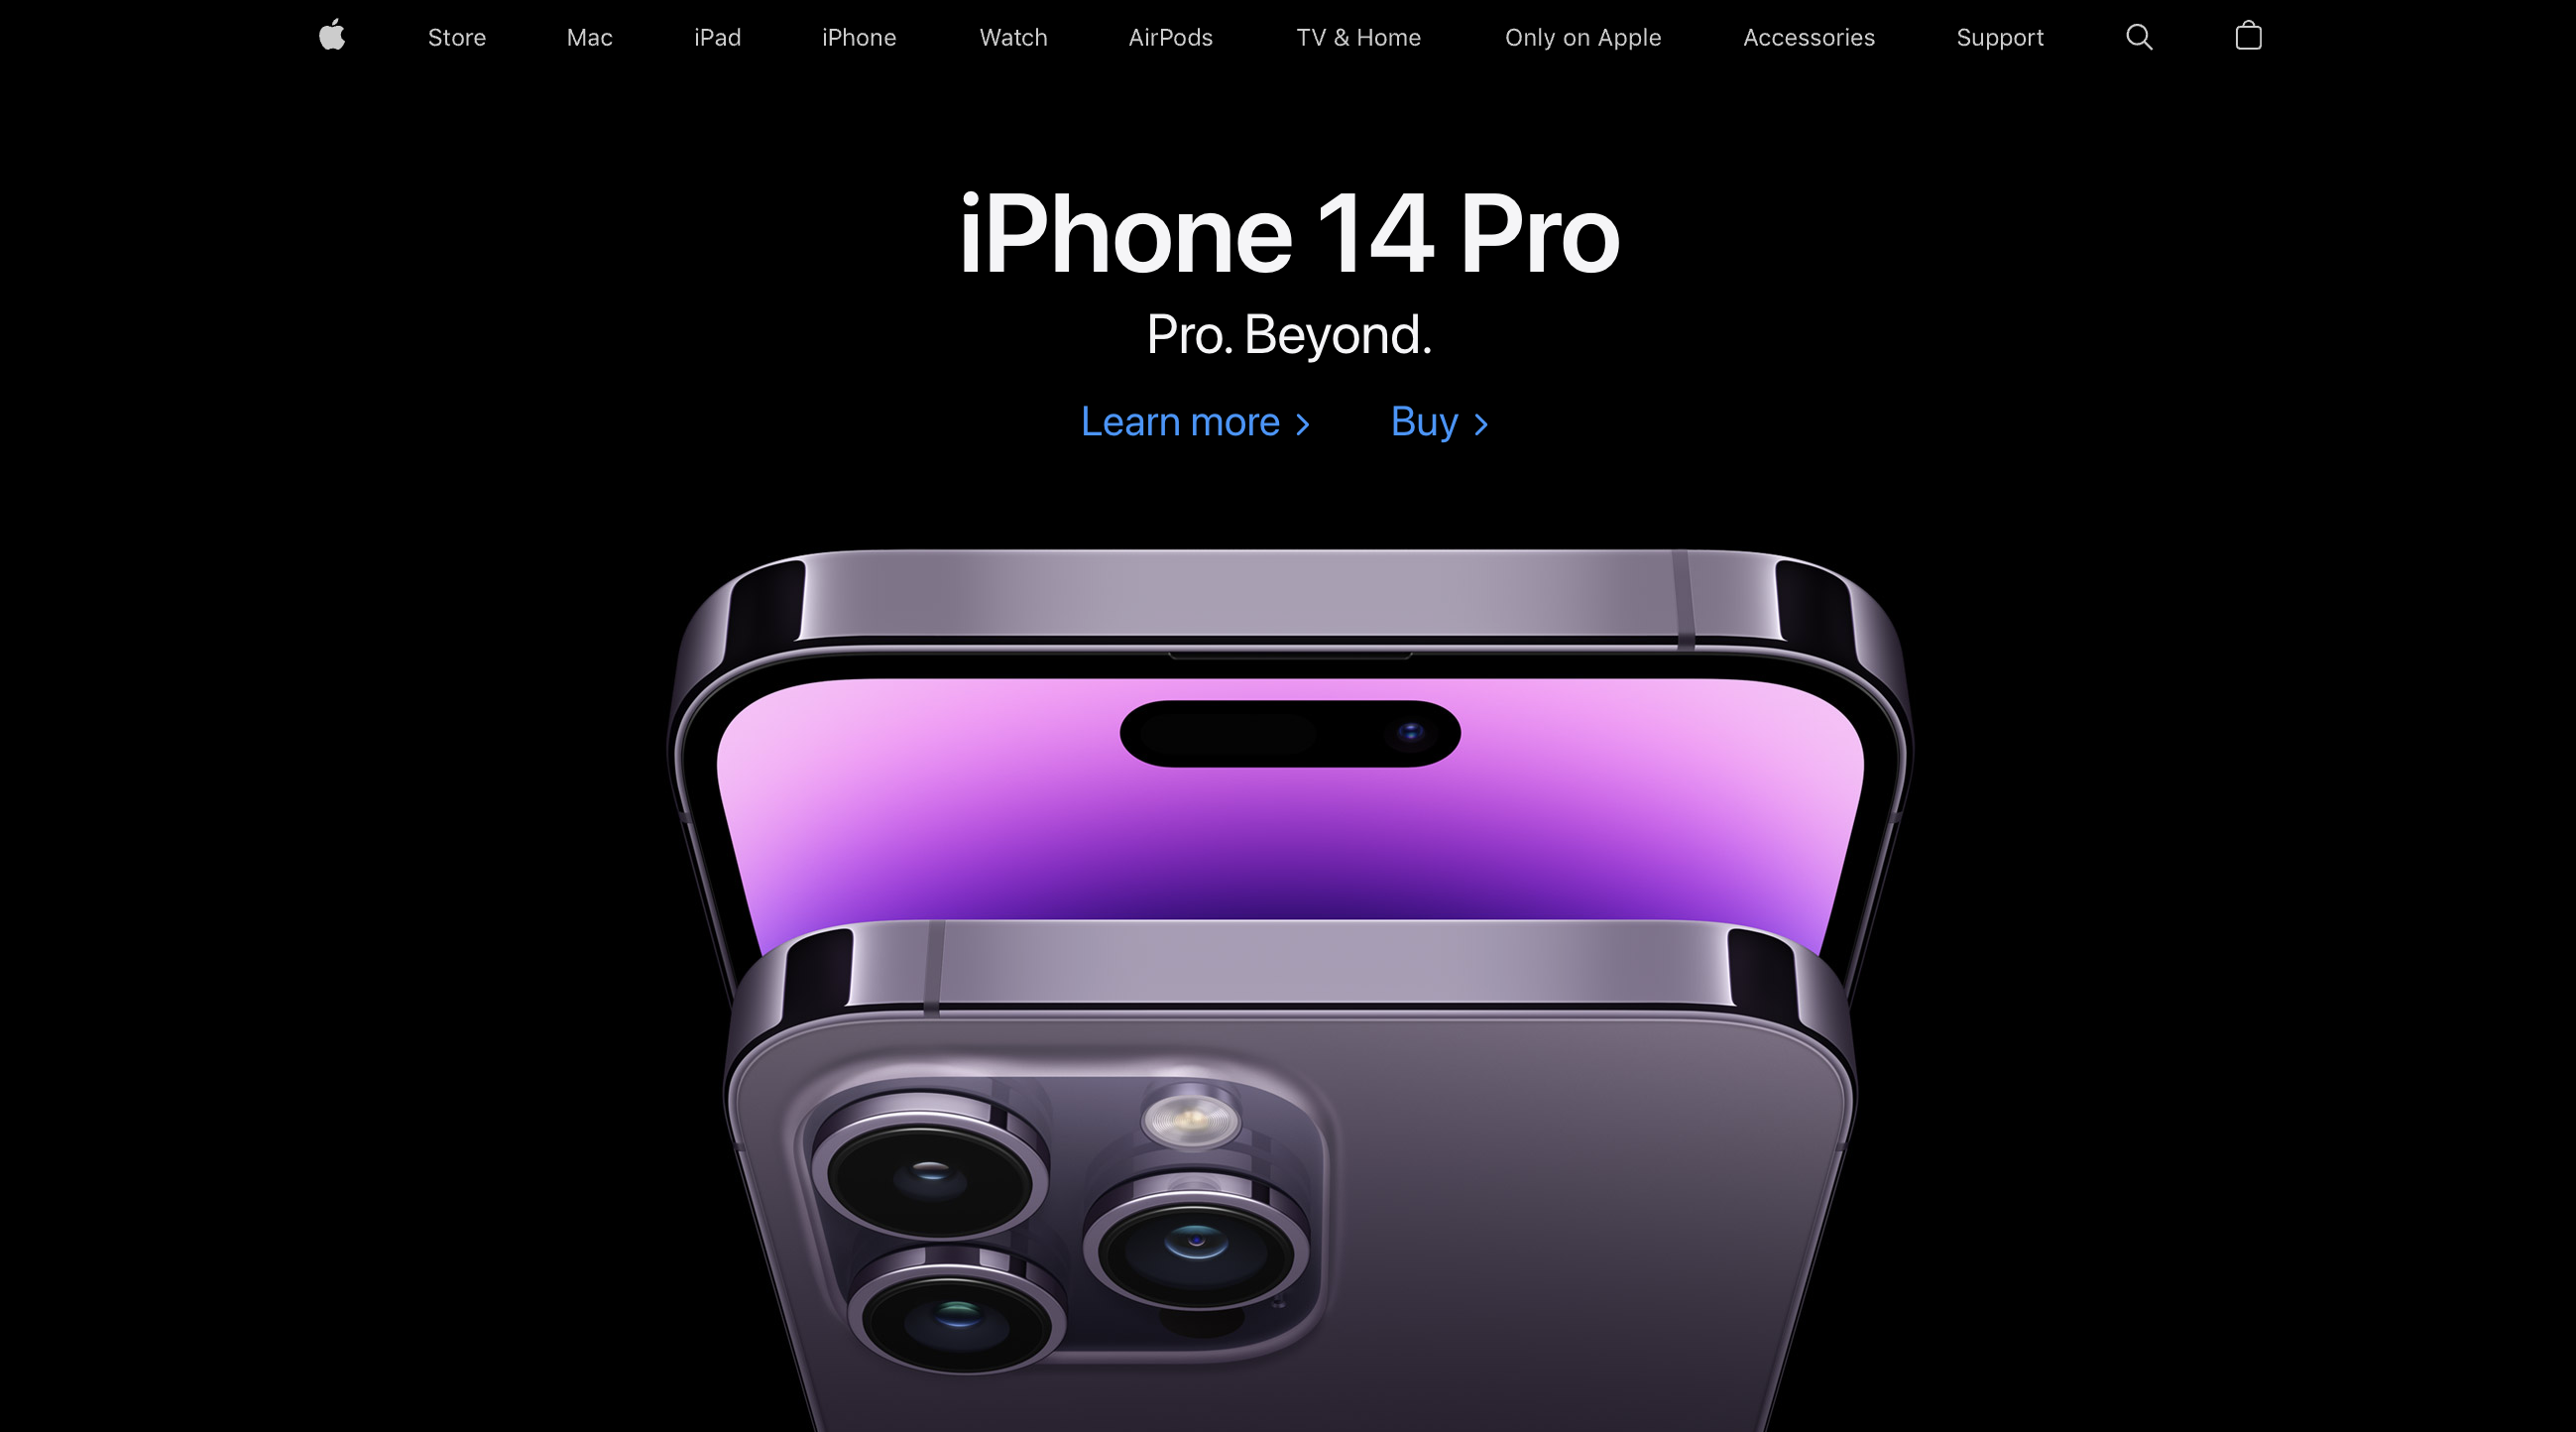 Store Mac iPad iPhone Watch AirPods TV & Home Only on Apple Accessories Support
iPhone 14 Pro
Pro. Beyond.
Learn more > Buy >